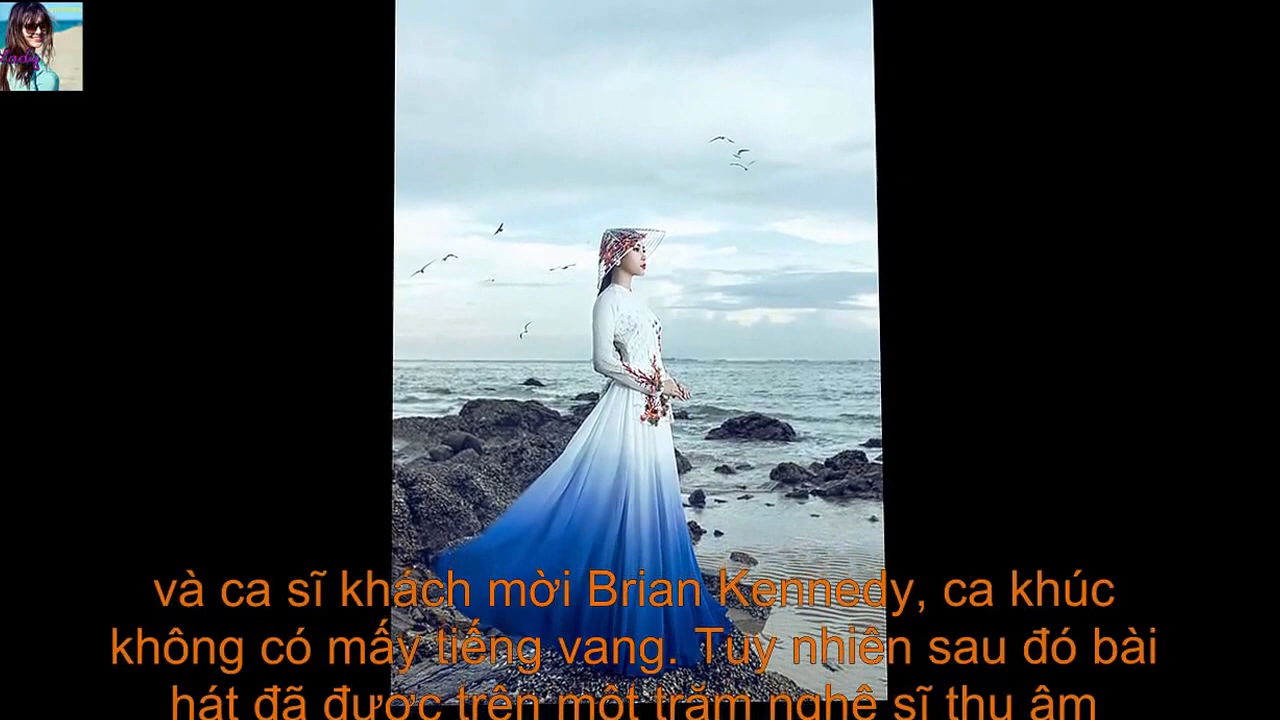 Lady
và ca sĩ khách mời Brian Kennedy, ca khúc
không có mấy tiếng vang. Tuy nhiên sau đó bài
hát đã được trên một trăm nghệ sĩ thu âm